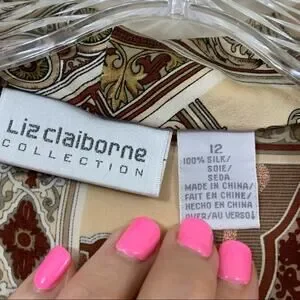 Liz claiborne
COLLECTION
12
100% SILK/
SOIE/
SEDA
MADE IN CHINA/
FAIT EN CHINE/
HECHO EN CHINA
OVER/AU VERSO↓